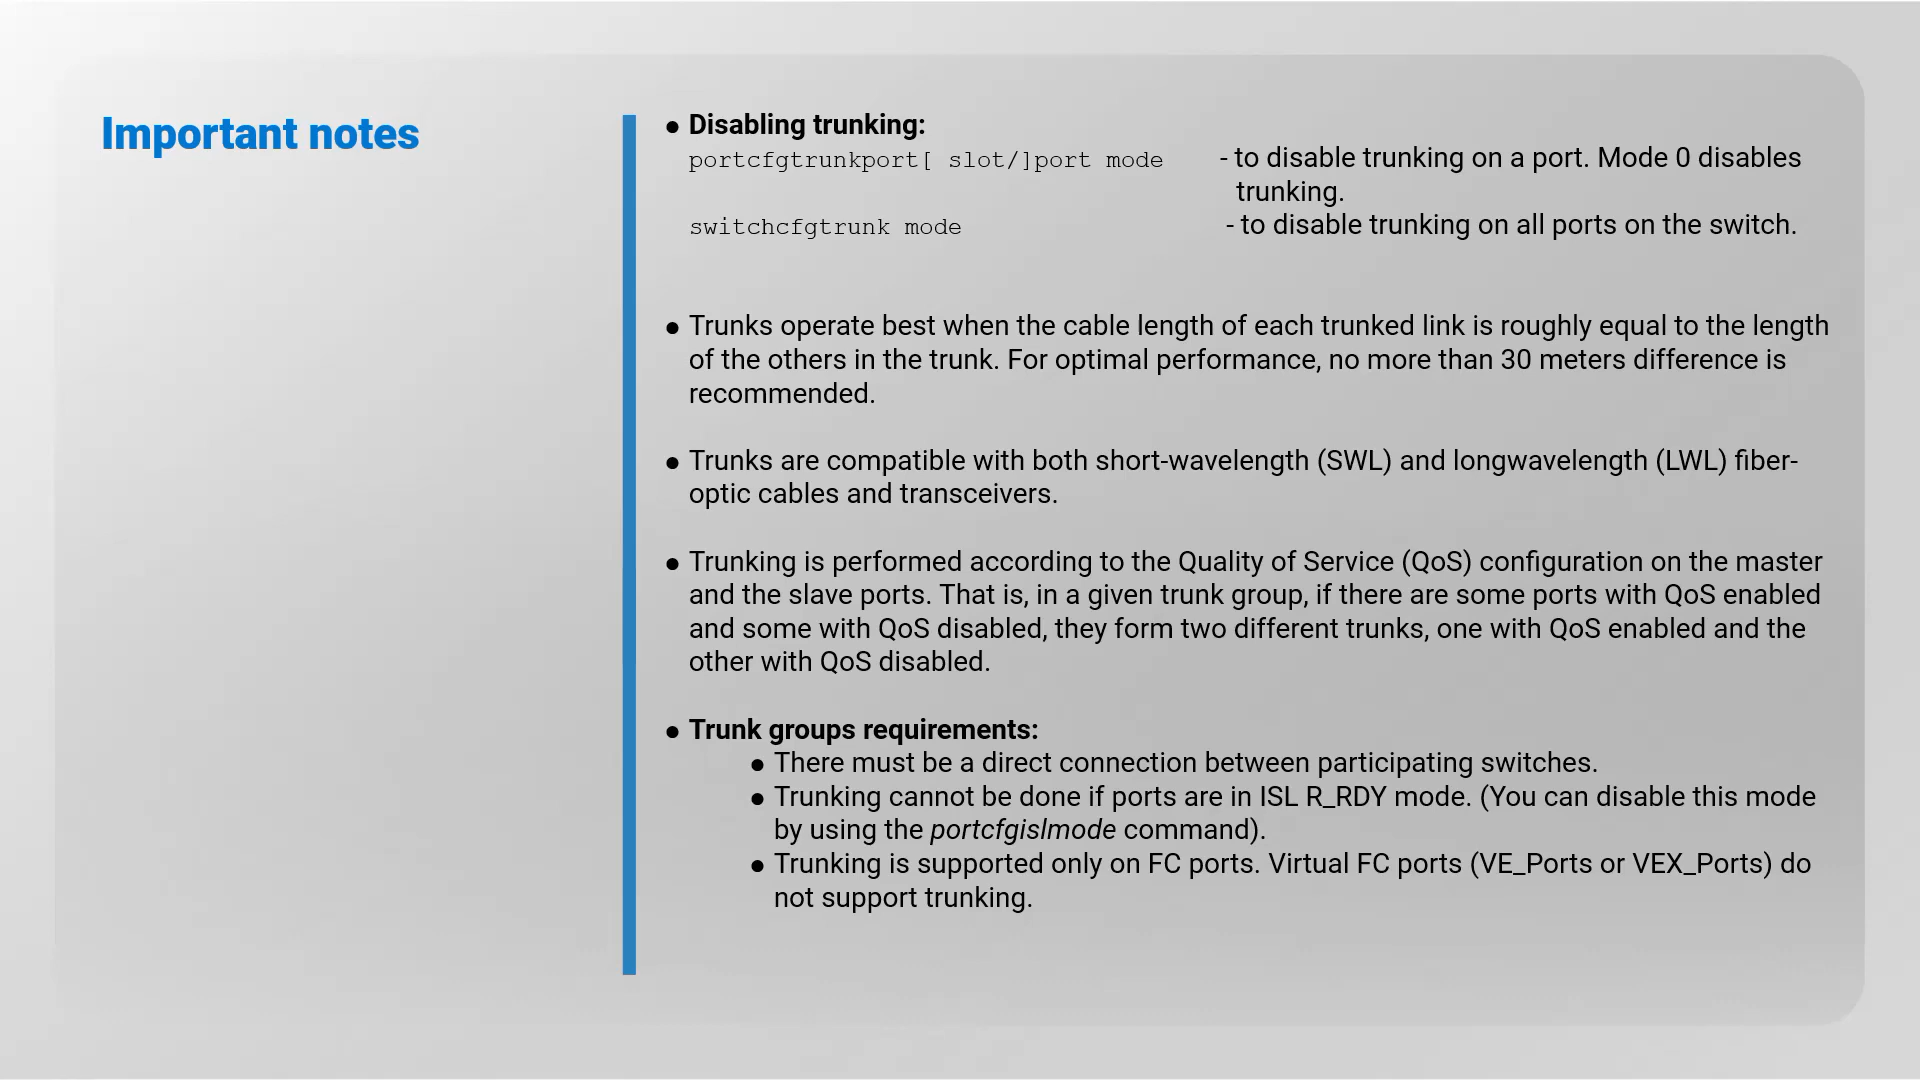 Important notes
● Disabling trunking:
portcfgtrunkport[ slot/]port mode - to disable trunking on a port. Mode 0 disables
trunking.
switchcfgtrunk mode - to disable trunking on all ports on the switch.
● Trunks operate best when the cable length of each trunked link is roughly equal to the length
of the others in the trunk. For optimal performance, no more than 30 meters difference is
recommended.
● Trunks are compatible with both short-wavelength (SWL) and longwavelength (LWL) fiber-
optic cables and transceivers.
● Trunking is performed according to the Quality of Service (QoS) configuration on the master
and the slave ports. That is, in a given trunk group, if there are some ports with QoS enabled
and some with QoS disabled, they form two different trunks, one with QoS enabled and the
other with QoS disabled.
● Trunk groups requirements:
● There must be a direct connection between participating switches.
● Trunking cannot be done if ports are in ISL R_RDY mode. (You can disable this mode
by using the portcfgislmode command).
● Trunking is supported only on FC ports. Virtual FC ports (VE_Ports or VEX_Ports) do
not support trunking.